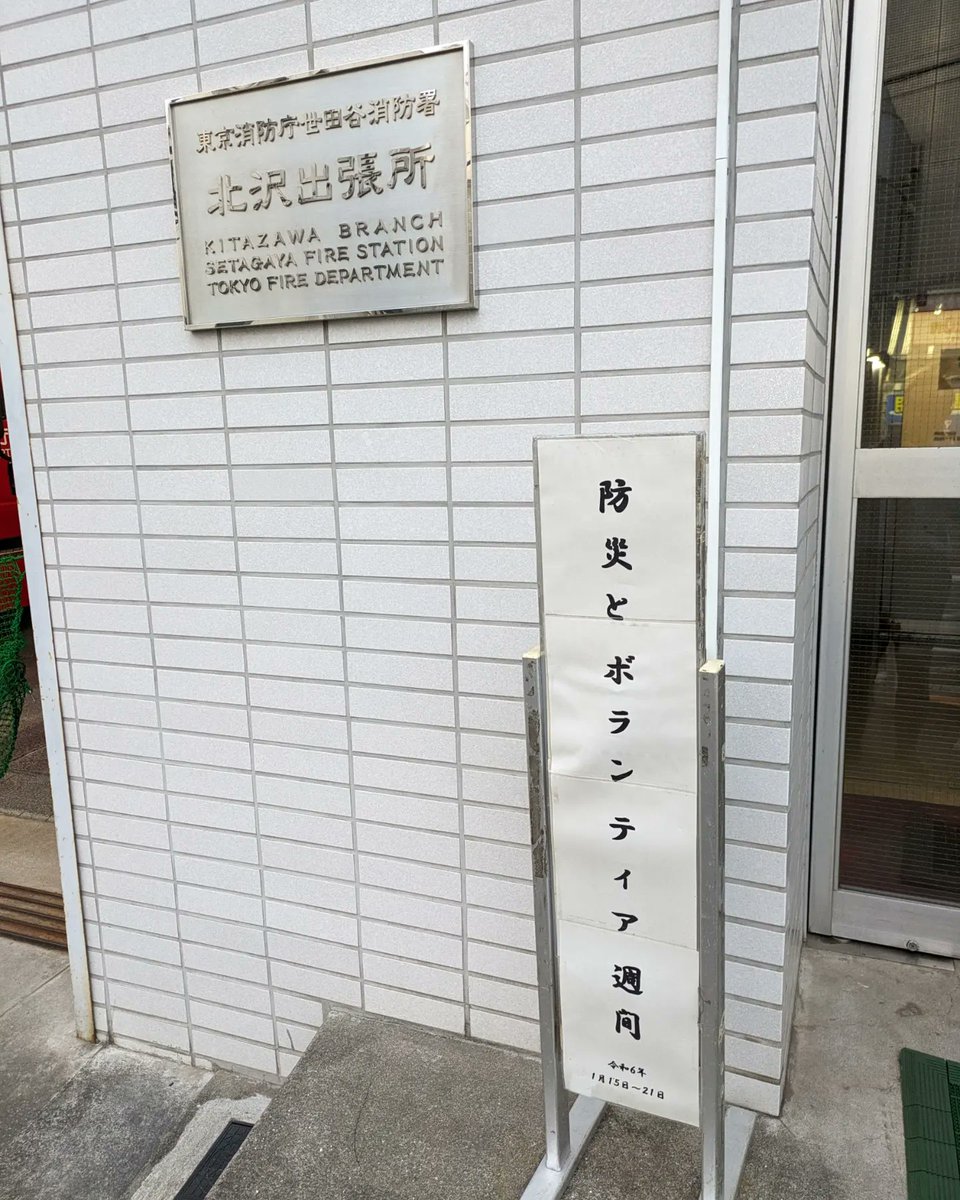 東京消防庁世田谷消防署
北沢出張所
KITAZAWA BRANCH
SETAGAYA FIRE STATION
TOKYO FIRE DEPARTMENT
防災とボランティア週間
令和6年
1月15日〜21日